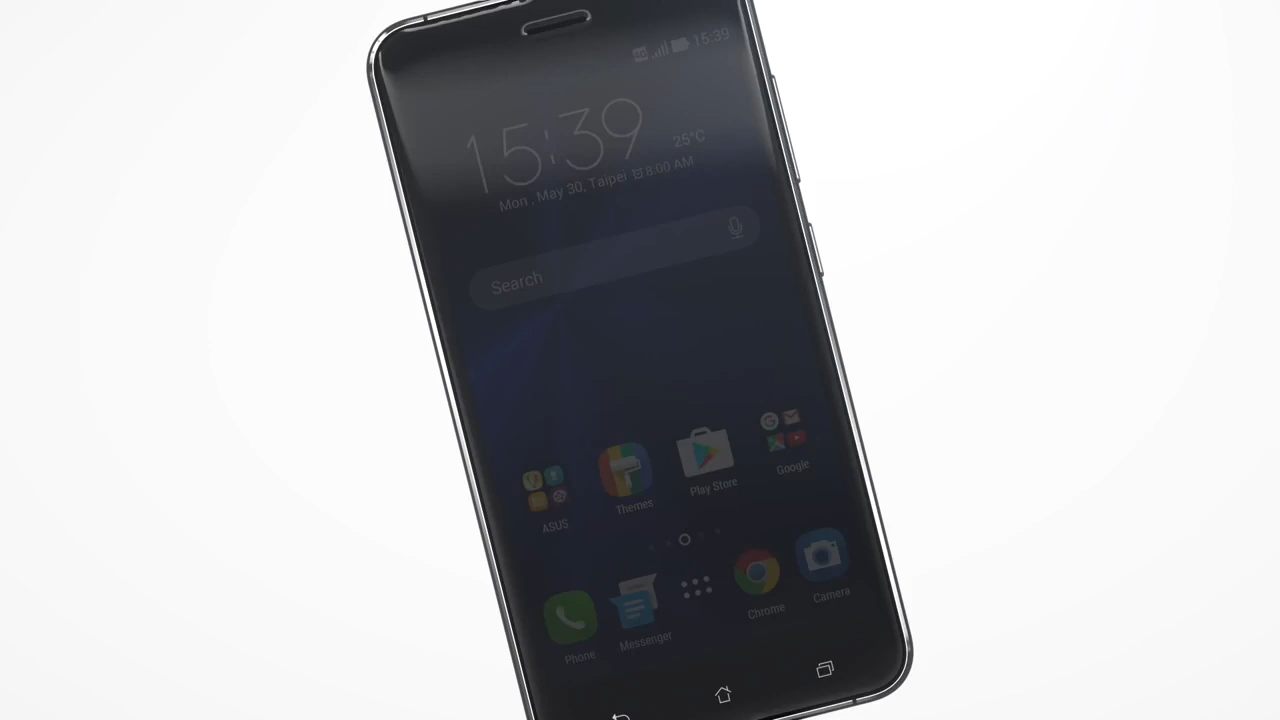 4G 15:39
15:39
25°C
Mon , May 30, Taipei 8:00 AM
Search
ASUS
Themes
Play Store
Google
Phone
Messenger
Chrome
Camera